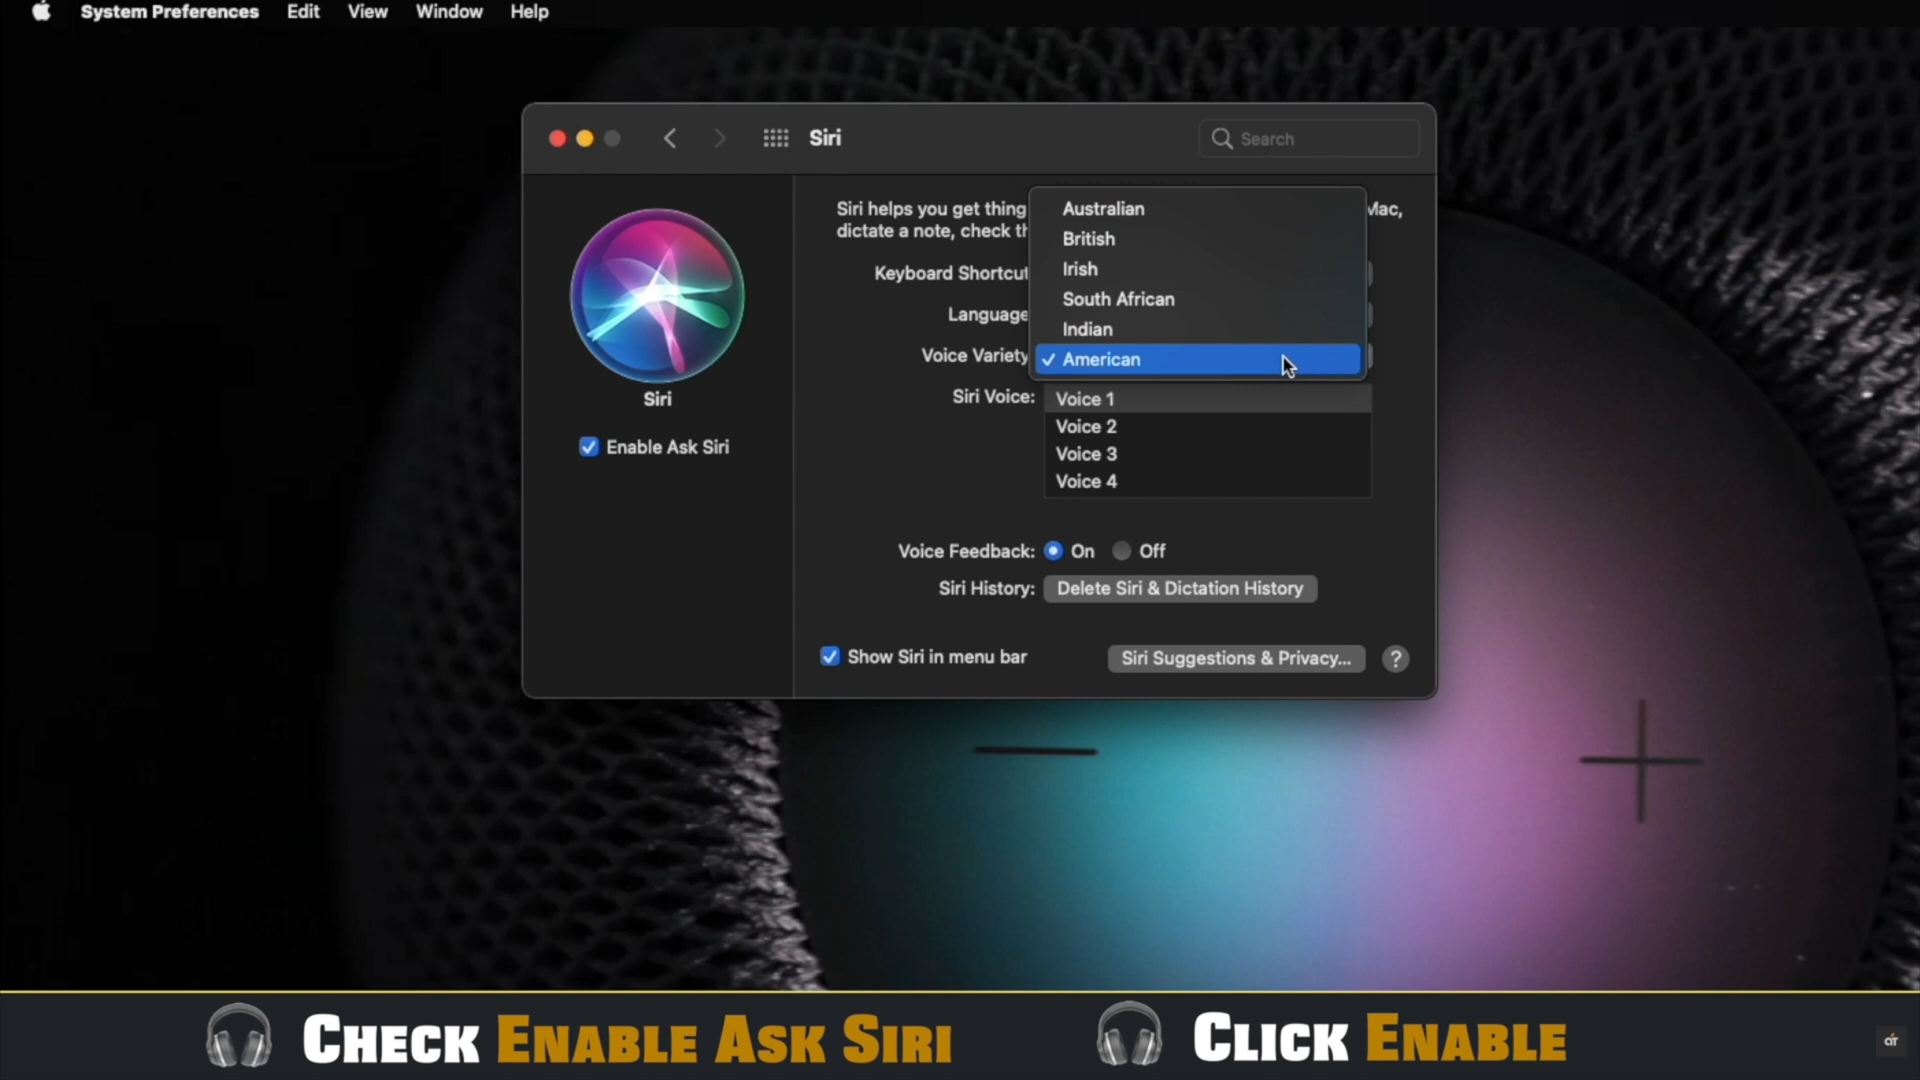 System Preferences Edit View Window Help
Siri
Search
Siri helps you get thing
Mac,
dictate a note, check th
Australian
British
Irish
South African
Indian
✓ American
Keyboard Shortcut
Language
Voice Variety
Siri Voice:
Voice 1
Voice 2
Voice 3
Voice 4
Siri
Enable Ask Siri
Voice Feedback: On Off
Siri History: Delete Siri & Dictation History
Show Siri in menu bar
Siri Suggestions & Privacy... ?
CHECK ENABLE ASK SIRI
CLICK ENABLE